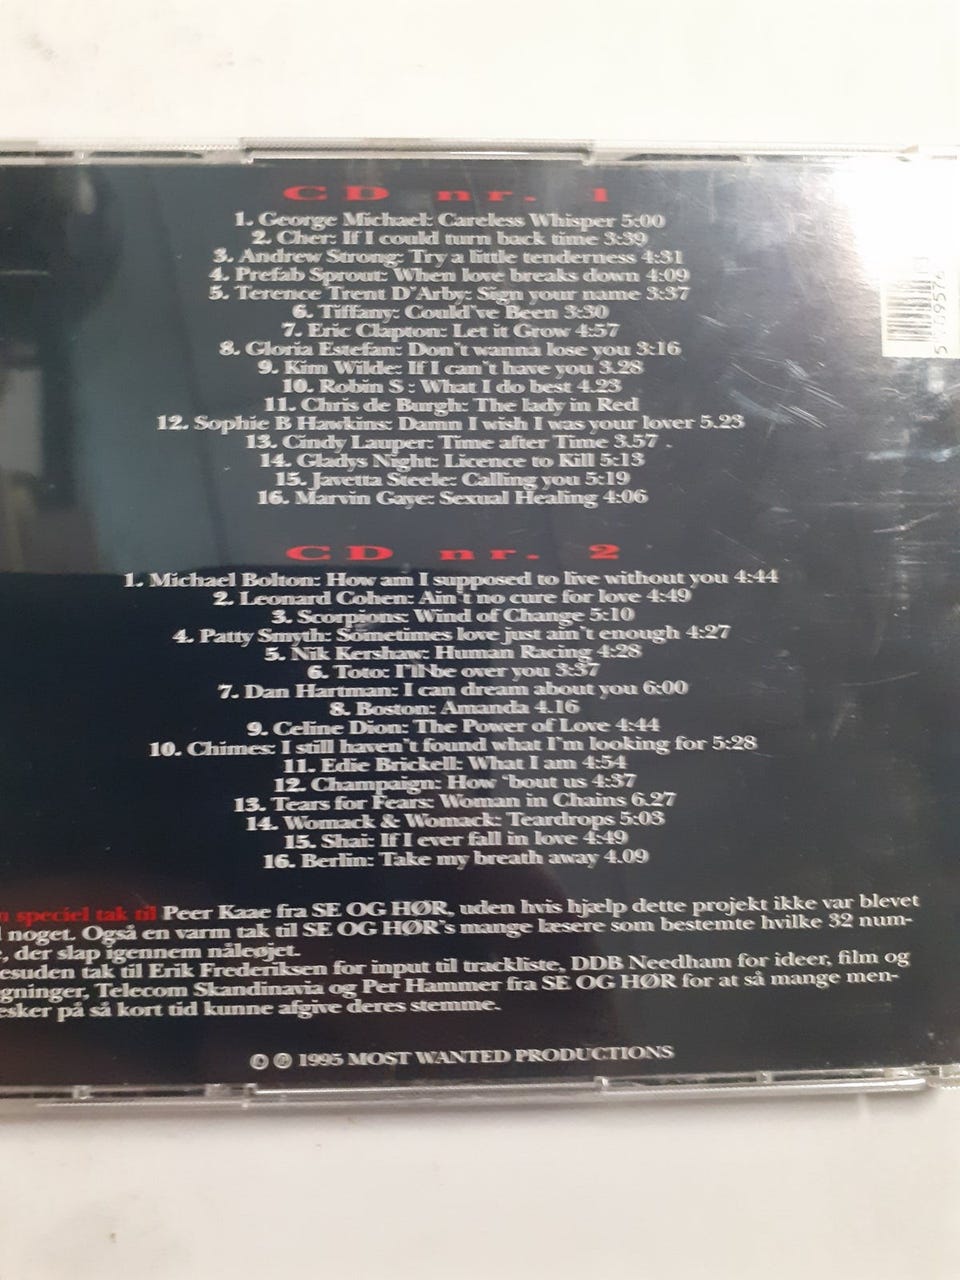 CD nr. 1
1. George Michael: Careless Whisper 5:00
2. Cher: If I could turn back time 3:39
3. Andrew Strong: Try a little tenderness 4:31
4. Prefab Sprout: When love breaks down 4:09
5. Terence Trent D'Arby: Sign your name 3:37
6. Tiffany: Could've Been 3:30
7. Eric Clapton: Let it Grow 4:57
8. Gloria Estefan: Don't wanna lose you 3:16
9. Kim Wilde: If I can't have you 3.28
10. Robin S : What I do best 4.23
11. Chris de Burgh: The lady in Red
12. Sophie B Hawkins: Damn I wish I was your lover 5.23
13. Cindy Lauper: Time after Time 3.57 .
14. Gladys Night: Licence to Kill 5:13
15. Javetta Steele: Calling you 5:19
16. Marvin Gaye: Sexual Healing 4:06
CD nr. 2
1. Michael Bolton: How am I supposed to live without you 4:44
2. Leonard Cohen: Ain't no cure for love 4:49
3. Scorpions: Wind of Change 5:10
4. Patty Smyth: Sometimes love just ain't enough 4:27
5. Nik Kershaw: Human Racing 4:28
6. Toto: I'll be over you 3:37
7. Dan Hartman: I can dream about you 6:00
8. Boston: Amanda 4.16
9. Celine Dion: The Power of Love 4:44
10. Chimes: I still haven't found what I'm looking for 5:28
11. Edie Brickell: What I am 4:54
12. Champaign: How 'bout us 4:37
13. Tears for Fears: Woman in Chains 6.27
14. Womack & Womack: Teardrops 5:03
15. Shai: If I ever fall in love 4:49
16. Berlin: Take my breath away 4.09
speciel tak til Peer Kaae fra SE OG HØR, uden hvis hjælp dette projekt ikke var blevet
noget. Også en varm tak til SE OG HØR's mange læsere som bestemte hvilke 32 num-
, der slap igennem nåleøjet.
esuden tak til Erik Frederiksen for input til trackliste, DDB Needham for ideer, film og
gninger, Telecom Skandinavia og Per Hammer fra SE OG HØR for at så mange men-
esker på så kort tid kunne afgive deres stemme.
© ℗ 1995 MOST WANTED PRODUCTIONS